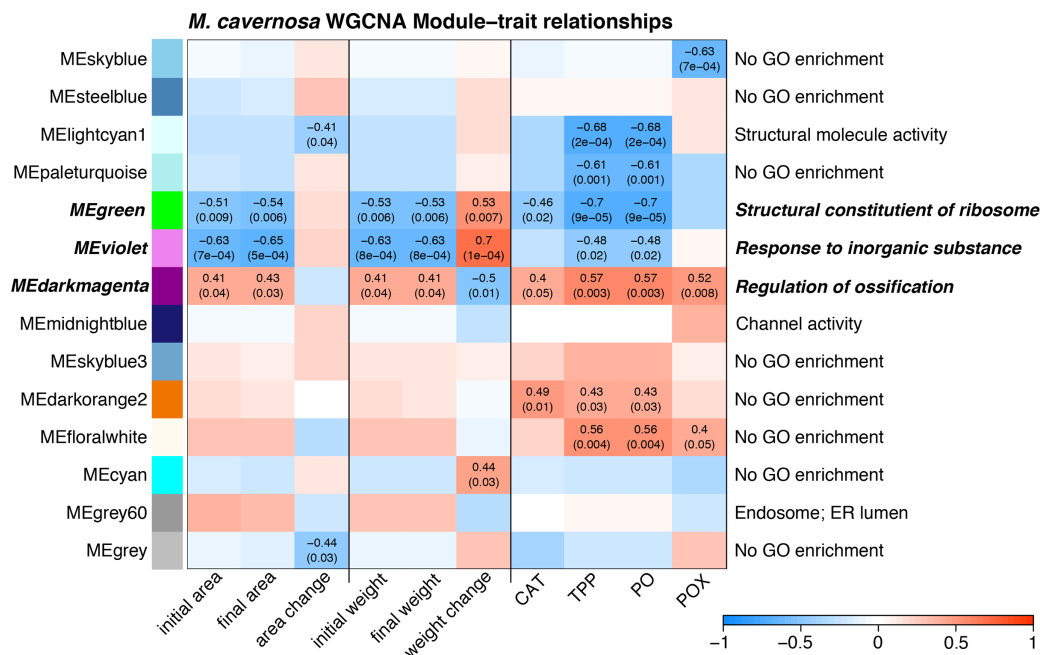 M. cavernosa WGCNA Module–trait relationships
MEskyblue −0.63 No GO enrichment
(7e−04)
MEsteelblue No GO enrichment
MElightcyan1 −0.41 −0.68 −0.68 Structural molecule activity
(0.04) (2e−04) (2e−04)
MEpaleturquoise −0.61 −0.61 No GO enrichment
(0.001) (0.001)
MEgreen −0.51 −0.54 −0.53 −0.53 0.53 −0.46 −0.7 −0.7 Structural constitutient of ribosome
(0.009) (0.006) (0.006) (0.006) (0.007) (0.02) (9e−05) (9e−05)
MEviolet −0.63 −0.65 −0.63 −0.63 0.7 −0.48 −0.48 Response to inorganic substance
(7e−04) (5e−04) (8e−04) (8e−04) (1e−04) (0.02) (0.02)
MEdarkmagenta 0.41 0.43 0.41 0.41 −0.5 0.4 0.57 0.57 0.52 Regulation of ossification
(0.04) (0.03) (0.04) (0.04) (0.01) (0.05) (0.003) (0.003) (0.008)
MEmidnightblue Channel activity
MEskyblue3 No GO enrichment
MEdarkorange2 0.49 0.43 0.43 No GO enrichment
(0.01) (0.03) (0.03)
MEfloralwhite 0.56 0.56 0.4 No GO enrichment
(0.004) (0.004) (0.05)
MEcyan 0.44 No GO enrichment
(0.03)
MEgrey60 Endosome; ER lumen
MEgrey −0.44 No GO enrichment
(0.03)
initial area final area area change initial weight final weight weight change CAT TPP PO POX
−1 −0.5 0 0.5 1